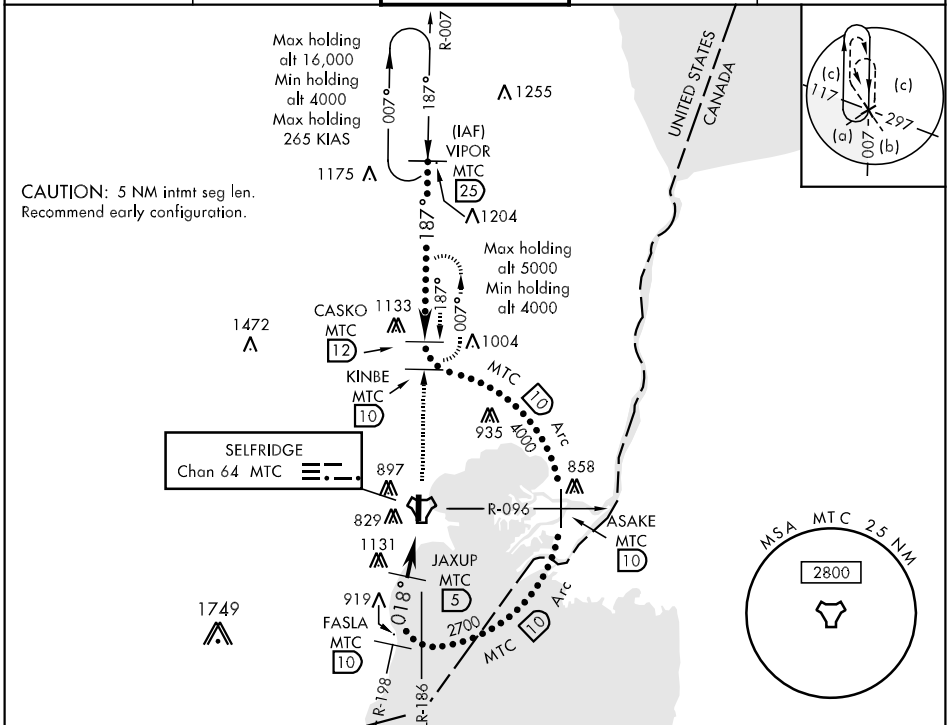 Max holding
alt 16,000
Min holding
alt 4000
Max holding
265 KIAS
R-007
007°
187°
1255
(IAF)
VIPOR
MTC
25
1175
1204
UNITED STATES
CANADA
(c)
(c)
117
297
(a)
(b)
007
CAUTION: 5 NM intmt seg len.
Recommend early configuration.
187°
Max holding
alt 5000
Min holding
alt 4000
187°
007°
CASKO
MTC
12
1133
1472
1004
KINBE
MTC
10
MTC 10 Arc
4000
935
SELFRIDGE
Chan 64 MTC
897
858
829
R-096
ASAKE
MTC
10
1131
JAXUP
MTC
5
018°
919
FASLA
MTC
10
1749
2700
MTC 10 Arc
R-198
R-186
MSA MTC 25 NM
2800